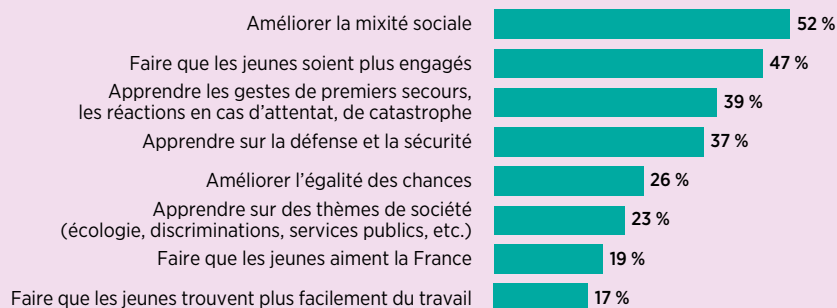 Améliorer la mixité sociale 52 %
Faire que les jeunes soient plus engagés 47 %
Apprendre les gestes de premiers secours,
les réactions en cas d’attentat, de catastrophe 39 %
Apprendre sur la défense et la sécurité 37 %
Améliorer l’égalité des chances 26 %
Apprendre sur des thèmes de société
(écologie, discriminations, services publics, etc.) 23 %
Faire que les jeunes aiment la France 19 %
Faire que les jeunes trouvent plus facilement du travail 17 %